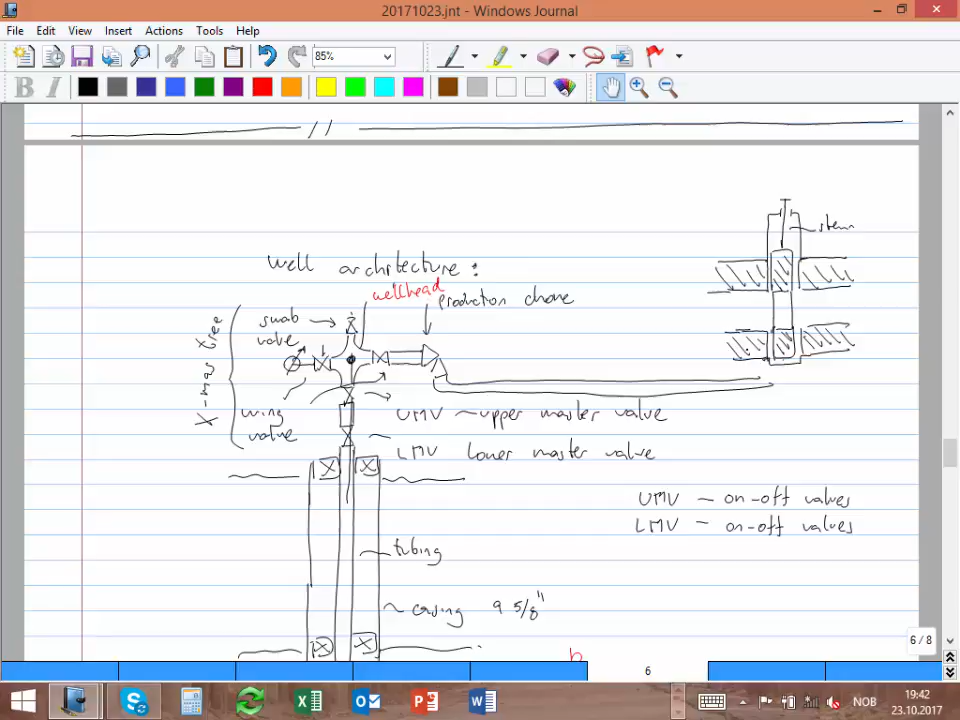 20171023.jnt - Windows Journal
File Edit View Insert Actions Tools Help
85%
B I
stem
well architecture :
wellhead
production choke
swab
valve
X-mas tree
wing
valve
UMV ~ upper master valve
LMV lower master valve
UMV - on-off valves
LMV - on-off valves
tubing
~ casing 9 5/8"
6 / 8
6
NOB
19:42
23.10.2017